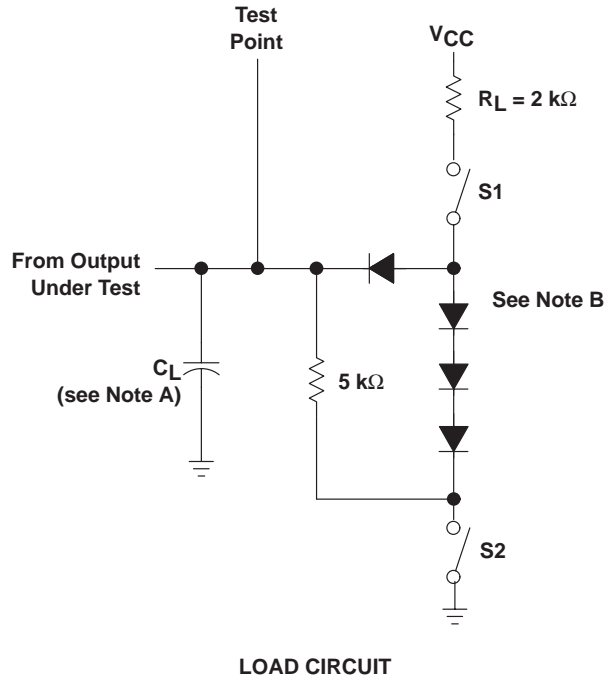 Test
Point
VCC
RL = 2 kΩ
S1
From Output
Under Test
See Note B
CL
(see Note A)
5 kΩ
S2
LOAD CIRCUIT